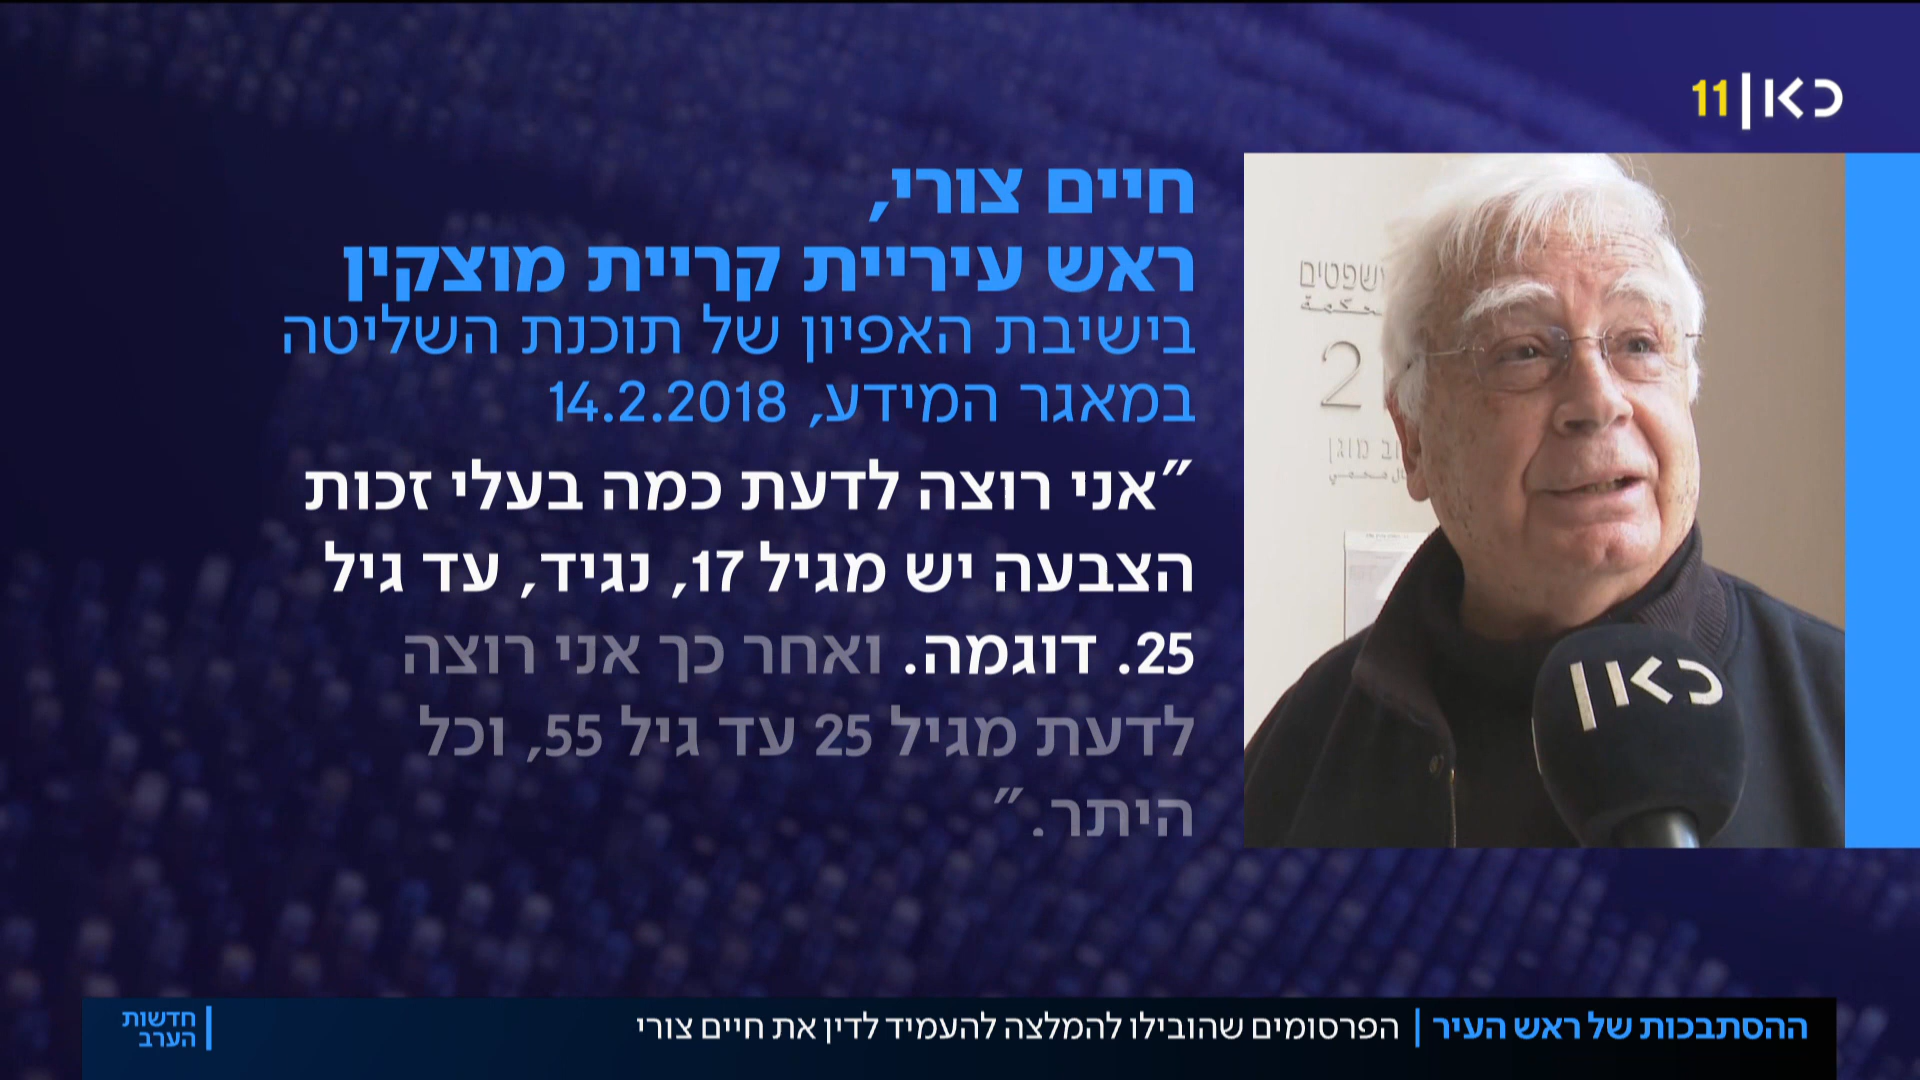 כאן|11
חיים צורי,
ראש עיריית קריית מוצקין
בישיבת האפיון של תוכנת השליטה
במאגר המידע, 14.2.2018
"אני רוצה לדעת כמה בעלי זכות
הצבעה יש מגיל 17, נגיד, עד גיל
25. דוגמה. ואחר כך אני רוצה
לדעת מגיל 25 עד גיל 55, וכל
היתר."
2
כאן|
ההסתבכות של ראש העיר | הפרסומים שהובילו להמלצה להעמיד לדין את חיים צורי
חדשות
הערב